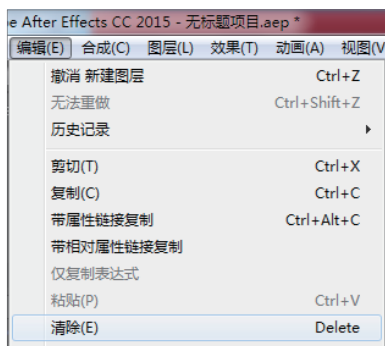 e After Effects CC 2015 - 无标题项目.aep *
编辑(E) 合成(C) 图层(L) 效果(T) 动画(A) 视图(V
撤消 新建图层 Ctrl+Z
无法重做 Ctrl+Shift+Z
历史记录
剪切(T) Ctrl+X
复制(C) Ctrl+C
带属性链接复制 Ctrl+Alt+C
带相对属性链接复制
仅复制表达式
粘贴(P) Ctrl+V
清除(E) Delete